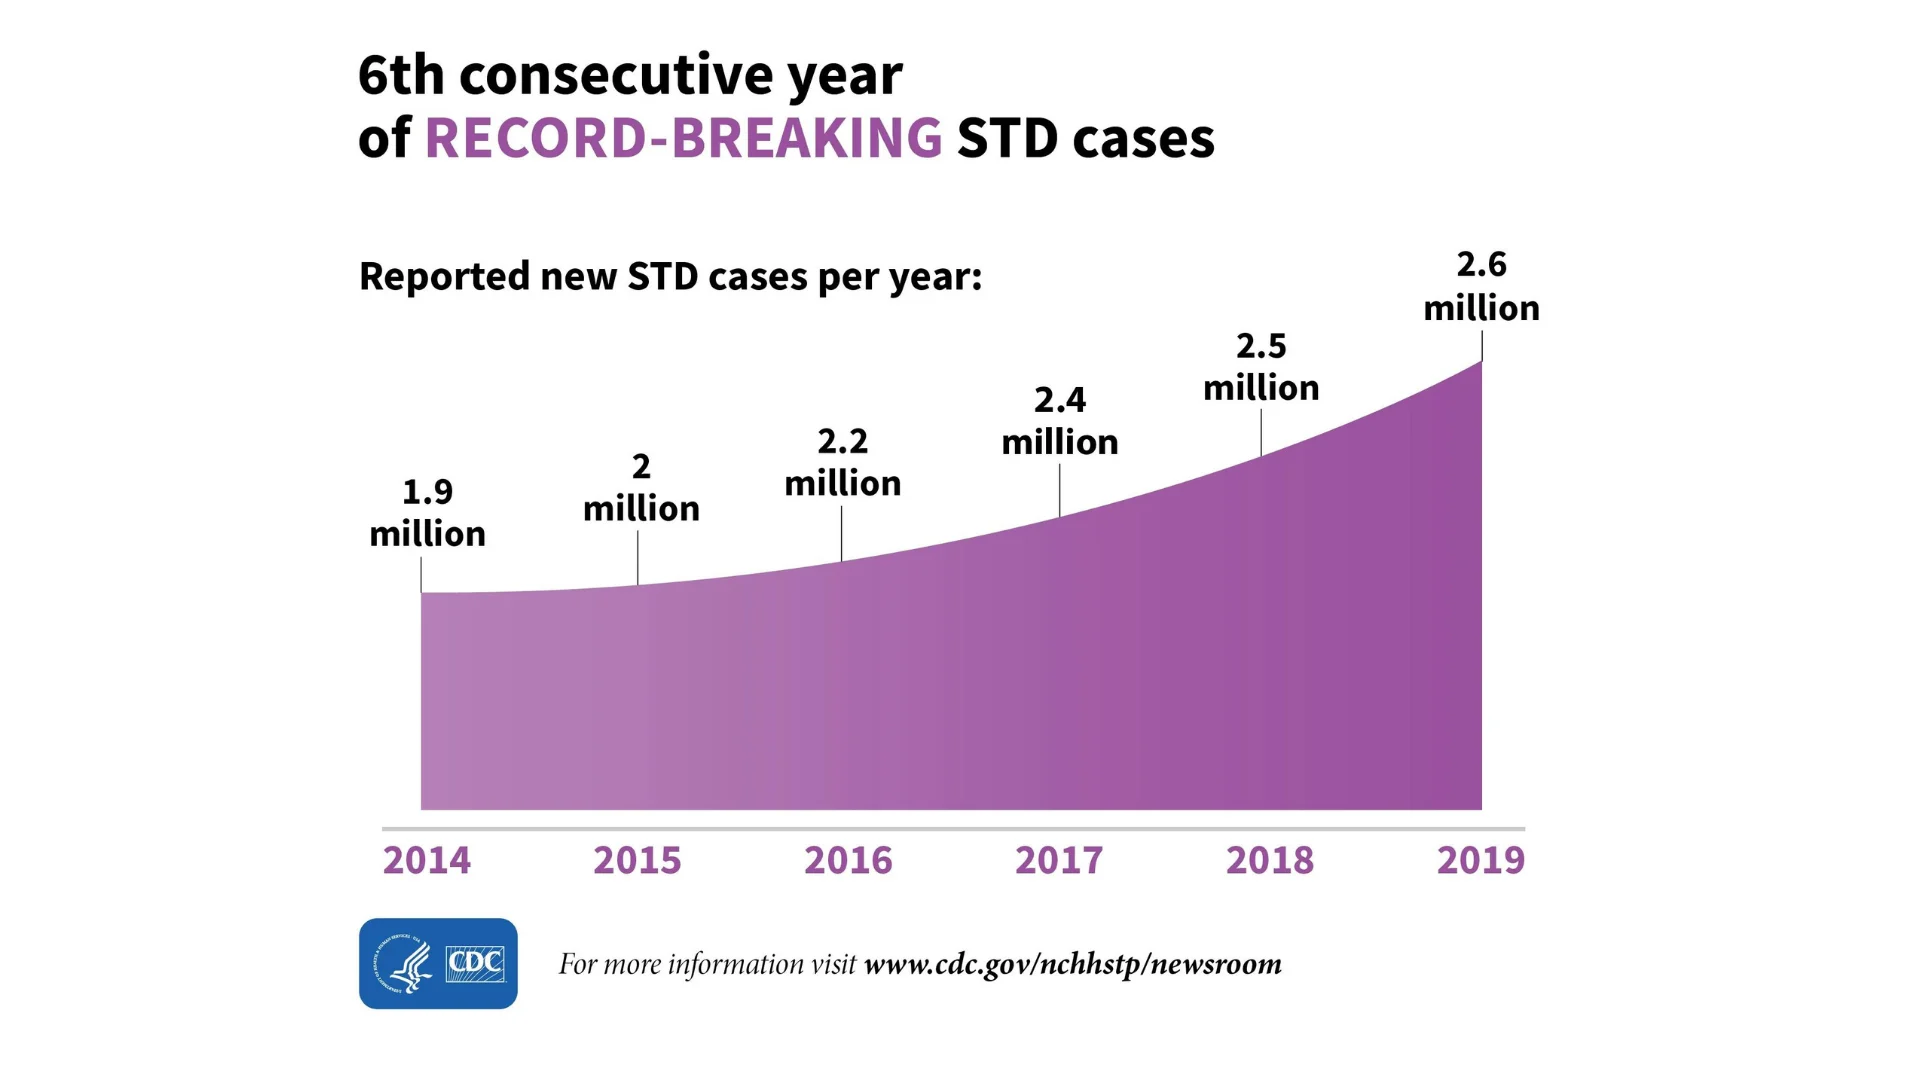 6th consecutive year
of RECORD-BREAKING STD cases
Reported new STD cases per year:
1.9
million
2
million
2.2
million
2.4
million
2.5
million
2.6
million
2014 2015 2016 2017 2018 2019
CDC
For more information visit www.cdc.gov/nchhstp/newsroom